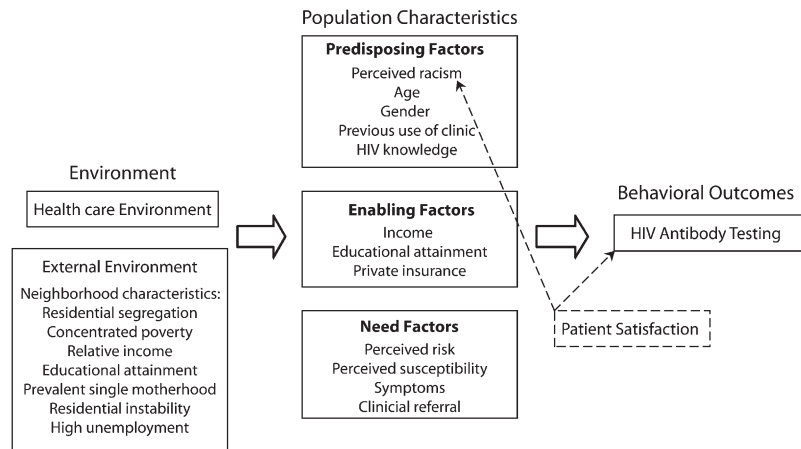 Environment
Health care Environment
External Environment
Neighborhood characteristics:
Residential segregation
Concentrated poverty
Relative income
Educational attainment
Prevalent single motherhood
Residential instability
High unemployment
Population Characteristics
Predisposing Factors
Perceived racism
Age
Gender
Previous use of clinic
HIV knowledge
Enabling Factors
Income
Educational attainment
Private insurance
Need Factors
Perceived risk
Perceived susceptibility
Symptoms
Clinicial referral
Behavioral Outcomes
HIV Antibody Testing
Patient Satisfaction